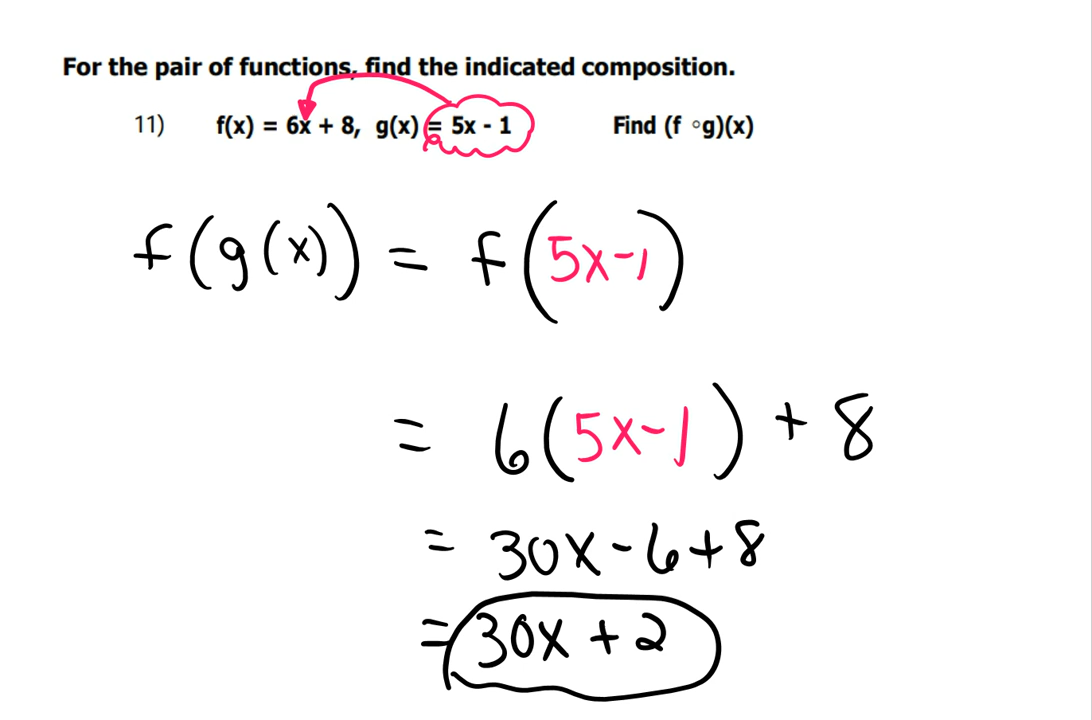 For the pair of functions, find the indicated composition.
11) f(x) = 6x + 8, g(x) = 5x - 1 Find (f ∘g)(x)
f(g(x)) = f(5x-1)
= 6(5x-1) + 8
= 30x - 6 + 8
= 30x + 2